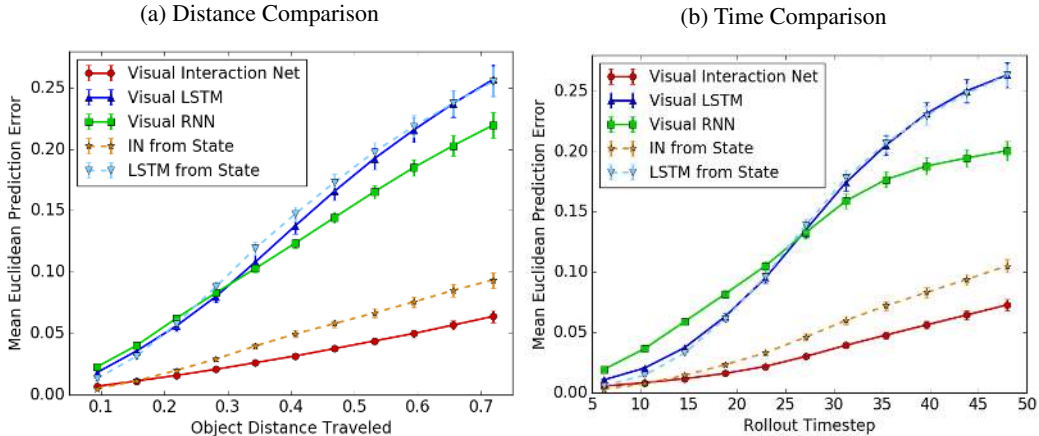 (a) Distance Comparison
Mean Euclidean Prediction Error
0.25
0.20
0.15
0.10
0.05
0.00
Visual Interaction Net
Visual LSTM
Visual RNN
IN from State
LSTM from State
0.1 0.2 0.3 0.4 0.5 0.6 0.7
Object Distance Traveled
(b) Time Comparison
Mean Euclidean Prediction Error
0.25
0.20
0.15
0.10
0.05
0.00
Visual Interaction Net
Visual LSTM
Visual RNN
IN from State
LSTM from State
5 10 15 20 25 30 35 40 45 50
Rollout Timestep